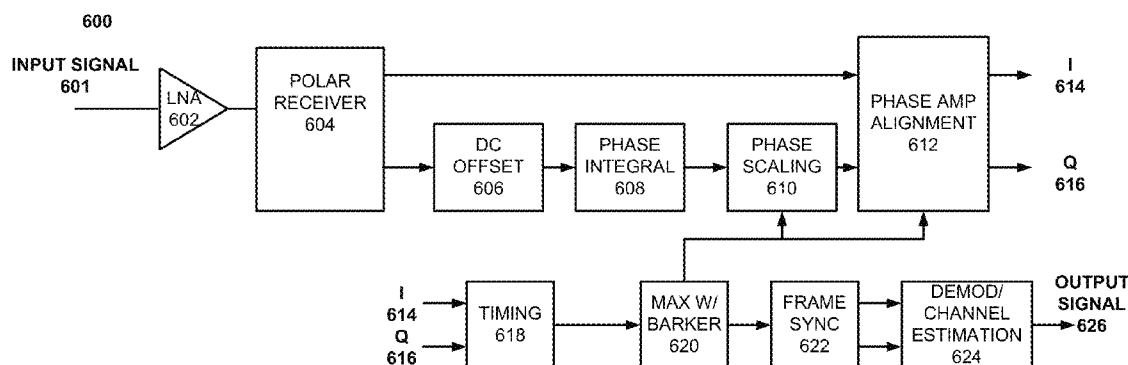 600
INPUT SIGNAL
601
LNA
602
POLAR
RECEIVER
604
DC
OFFSET
606
PHASE
INTEGRAL
608
PHASE
SCALING
610
PHASE AMP
ALIGNMENT
612
I
614
Q
616
I
614
Q
616
TIMING
618
MAX W/
BARKER
620
FRAME
SYNC
622
DEMOD/
CHANNEL
ESTIMATION
624
OUTPUT
SIGNAL
626